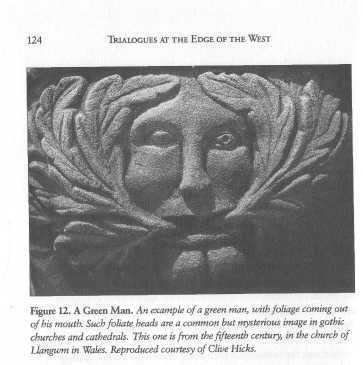 124 TRIALOGUES AT THE EDGE OF THE WEST
Figure 12. A Green Man. An example of a green man, with foliage coming out
of his mouth. Such foliate heads are a common but mysterious image in gothic
churches and cathedrals. This one is from the fifteenth century, in the church of
Llangwm in Wales. Reproduced courtesy of Clive Hicks.